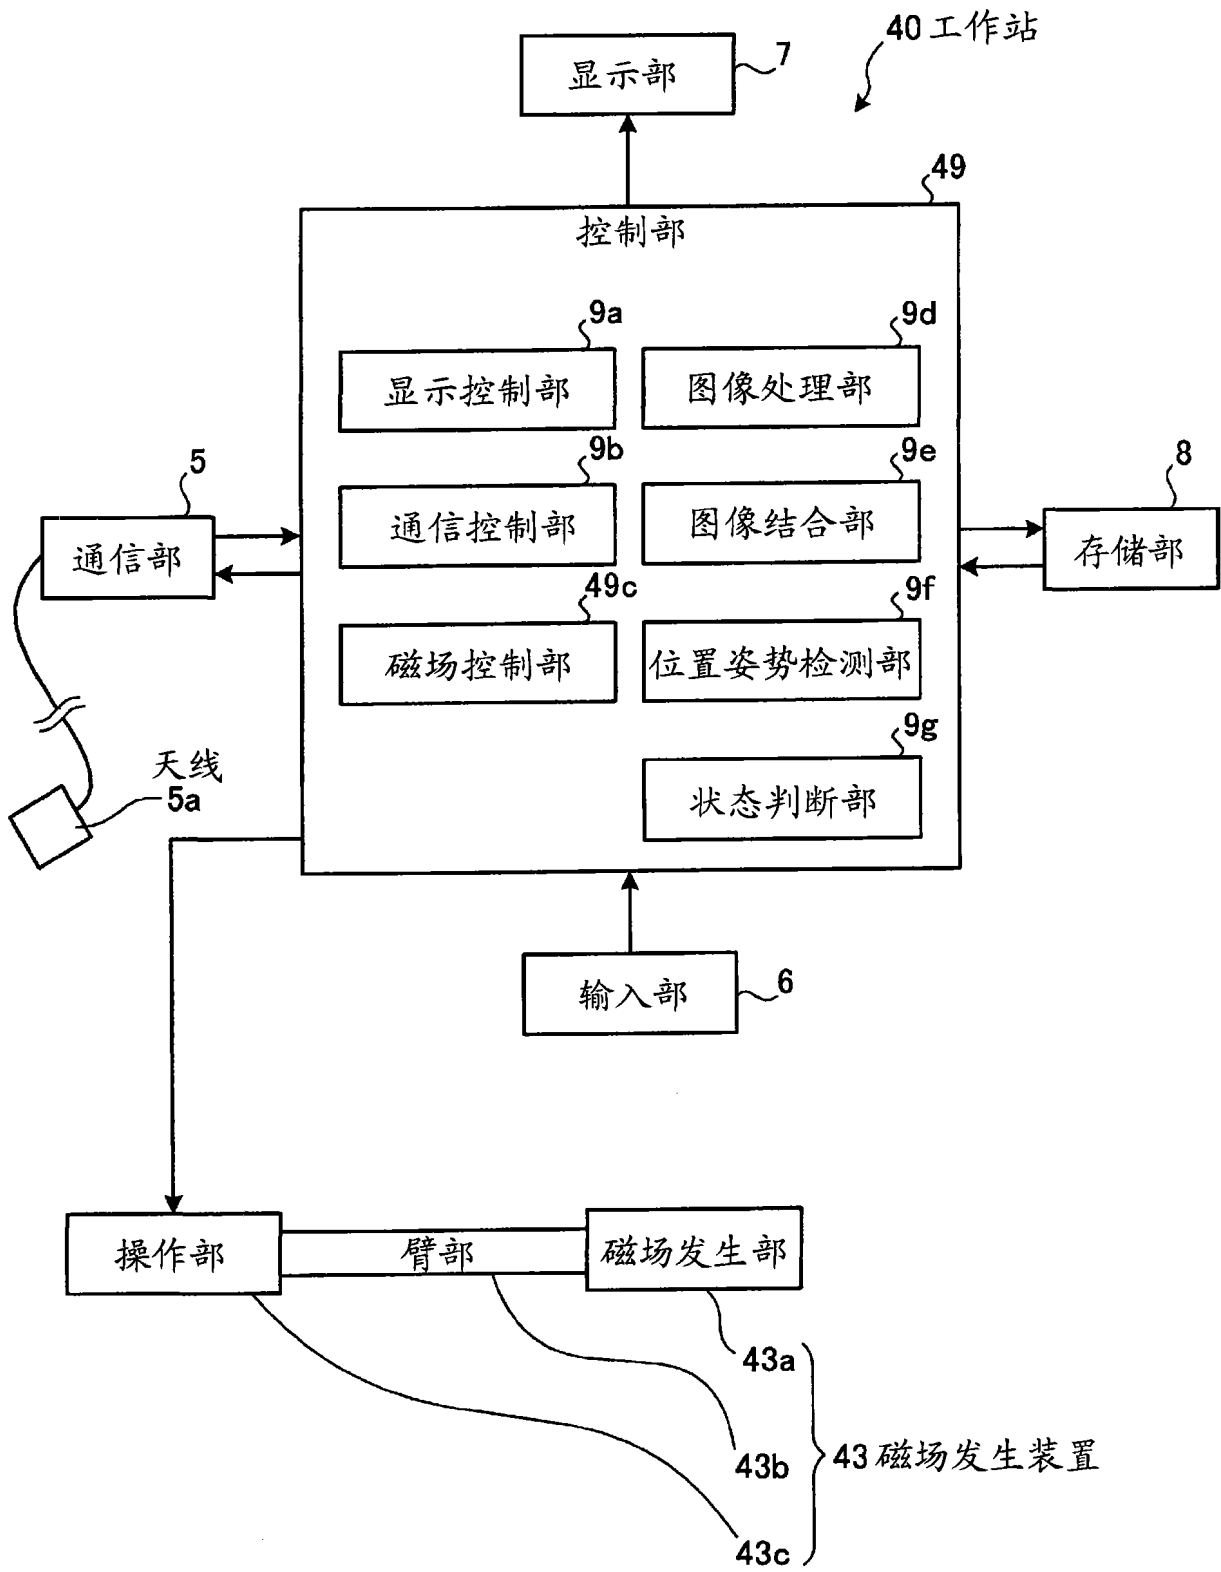 40 工作站
显示部
7
49
控制部
9a
9d
显示控制部
图像处理部
9b
9e
5
8
通信控制部
图像结合部
通信部
存储部
49c
9f
磁场控制部
位置姿势检测部
9g
天线
5a
状态判断部
输入部
6
操作部
臂部
磁场发生部
43a
43b
43 磁场发生装置
43c